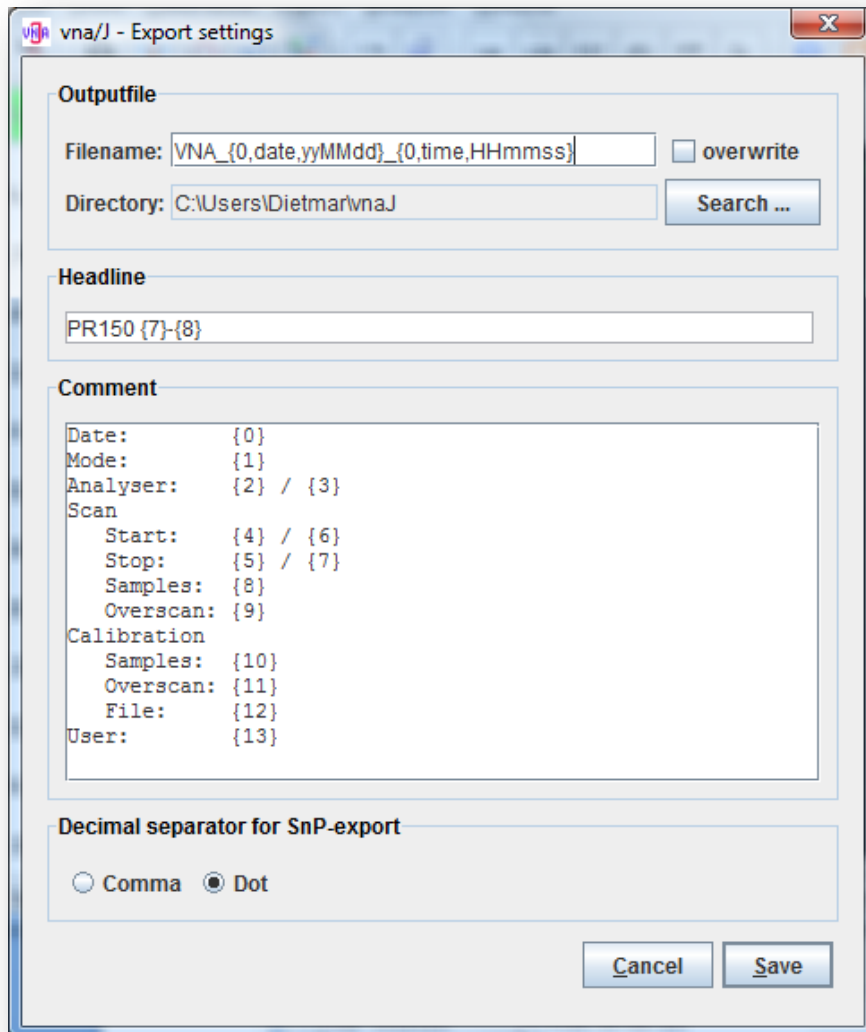 VNA vna/J - Export settings
Outputfile
Filename: VNA_{0,date,yyMMdd}_{0,time,HHmmss} overwrite
Directory: C:\Users\Dietmar\vnaJ Search ...
Headline
PR150 {7}-{8}
Comment
Date: {0}
Mode: {1}
Analyser: {2} / {3}
Scan
Start: {4} / {6}
Stop: {5} / {7}
Samples: {8}
Overscan: {9}
Calibration
Samples: {10}
Overscan: {11}
File: {12}
User: {13}
Decimal separator for SnP-export
Comma Dot
Cancel Save